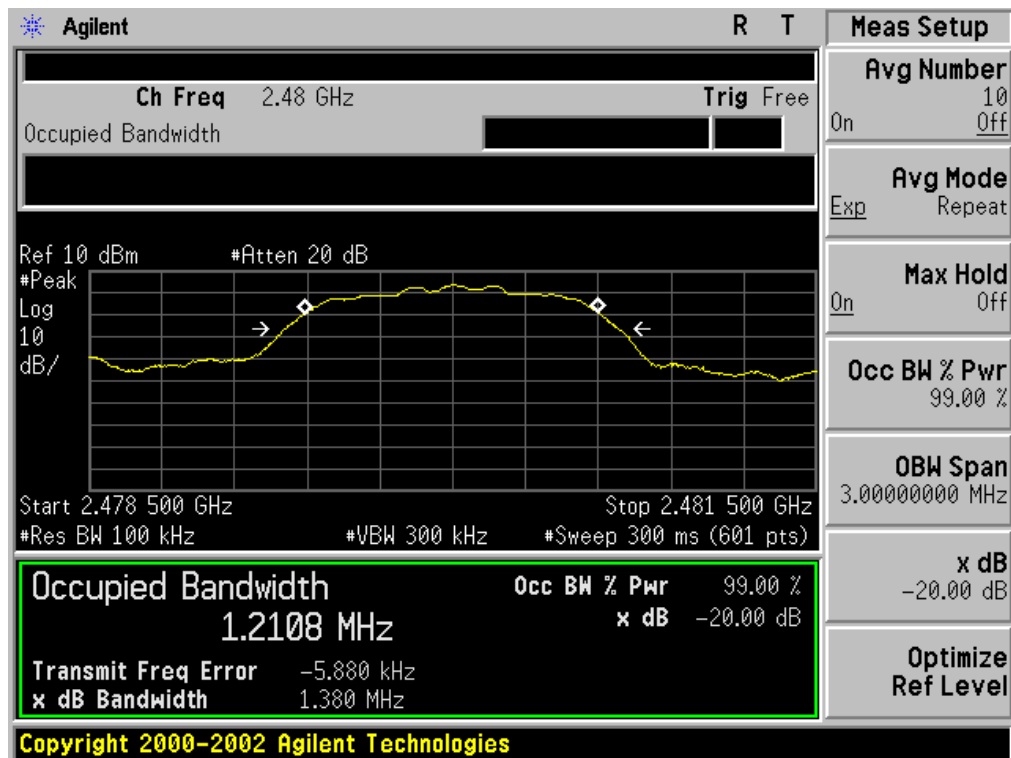 Agilent R T
Ch Freq 2.48 GHz Trig Free
Occupied Bandwidth
Ref 10 dBm #Atten 20 dB
#Peak
Log
10
dB/
Start 2.478 500 GHz Stop 2.481 500 GHz
#Res BW 100 kHz #VBW 300 kHz #Sweep 300 ms (601 pts)
Occupied Bandwidth
1.2108 MHz
Occ BW % Pwr 99.00 %
x dB -20.00 dB
Transmit Freq Error -5.880 kHz
x dB Bandwidth 1.380 MHz
Copyright 2000-2002 Agilent Technologies
Meas Setup
Avg Number
10
On Off
Avg Mode
Exp Repeat
Max Hold
On Off
Occ BW % Pwr
99.00 %
OBW Span
3.00000000 MHz
x dB
-20.00 dB
Optimize
Ref Level